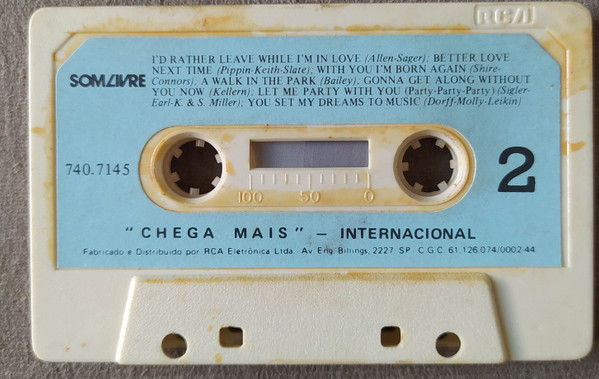 RCA
I'D RATHER LEAVE WHILE I'M IN LOVE (Allen-Sager); BETTER LOVE
NEXT TIME (Pippin-Keith-Slate); WITH YOU I'M BORN AGAIN (Shire-
Connors); A WALK IN THE PARK (Bailey); GONNA GET ALONG WITHOUT
YOU NOW (Kellern); LET ME PARTY WITH YOU (Party-Party-Party) (Sigler-
Earl-K. & S. Miller); YOU SET MY DREAMS TO MUSIC (Dorff-Molly-Leikin)
SOM LIVRE
740.7145
2
100 50 0
"CHEGA MAIS" – INTERNACIONAL
Fabricado e Distribuido por RCA Eletrônica Ltda. Av. Eng. Billings, 2227 SP - C.G.C. 61.126.074/0002-44